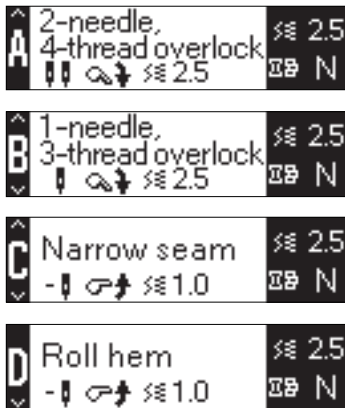 A
2-needle,
4-thread overlock
2.5
2.5
N
B
1-needle,
3-thread overlock
2.5
2.5
N
C
Narrow seam
- 1.0
2.5
N
D
Roll hem
- 1.0
2.5
N